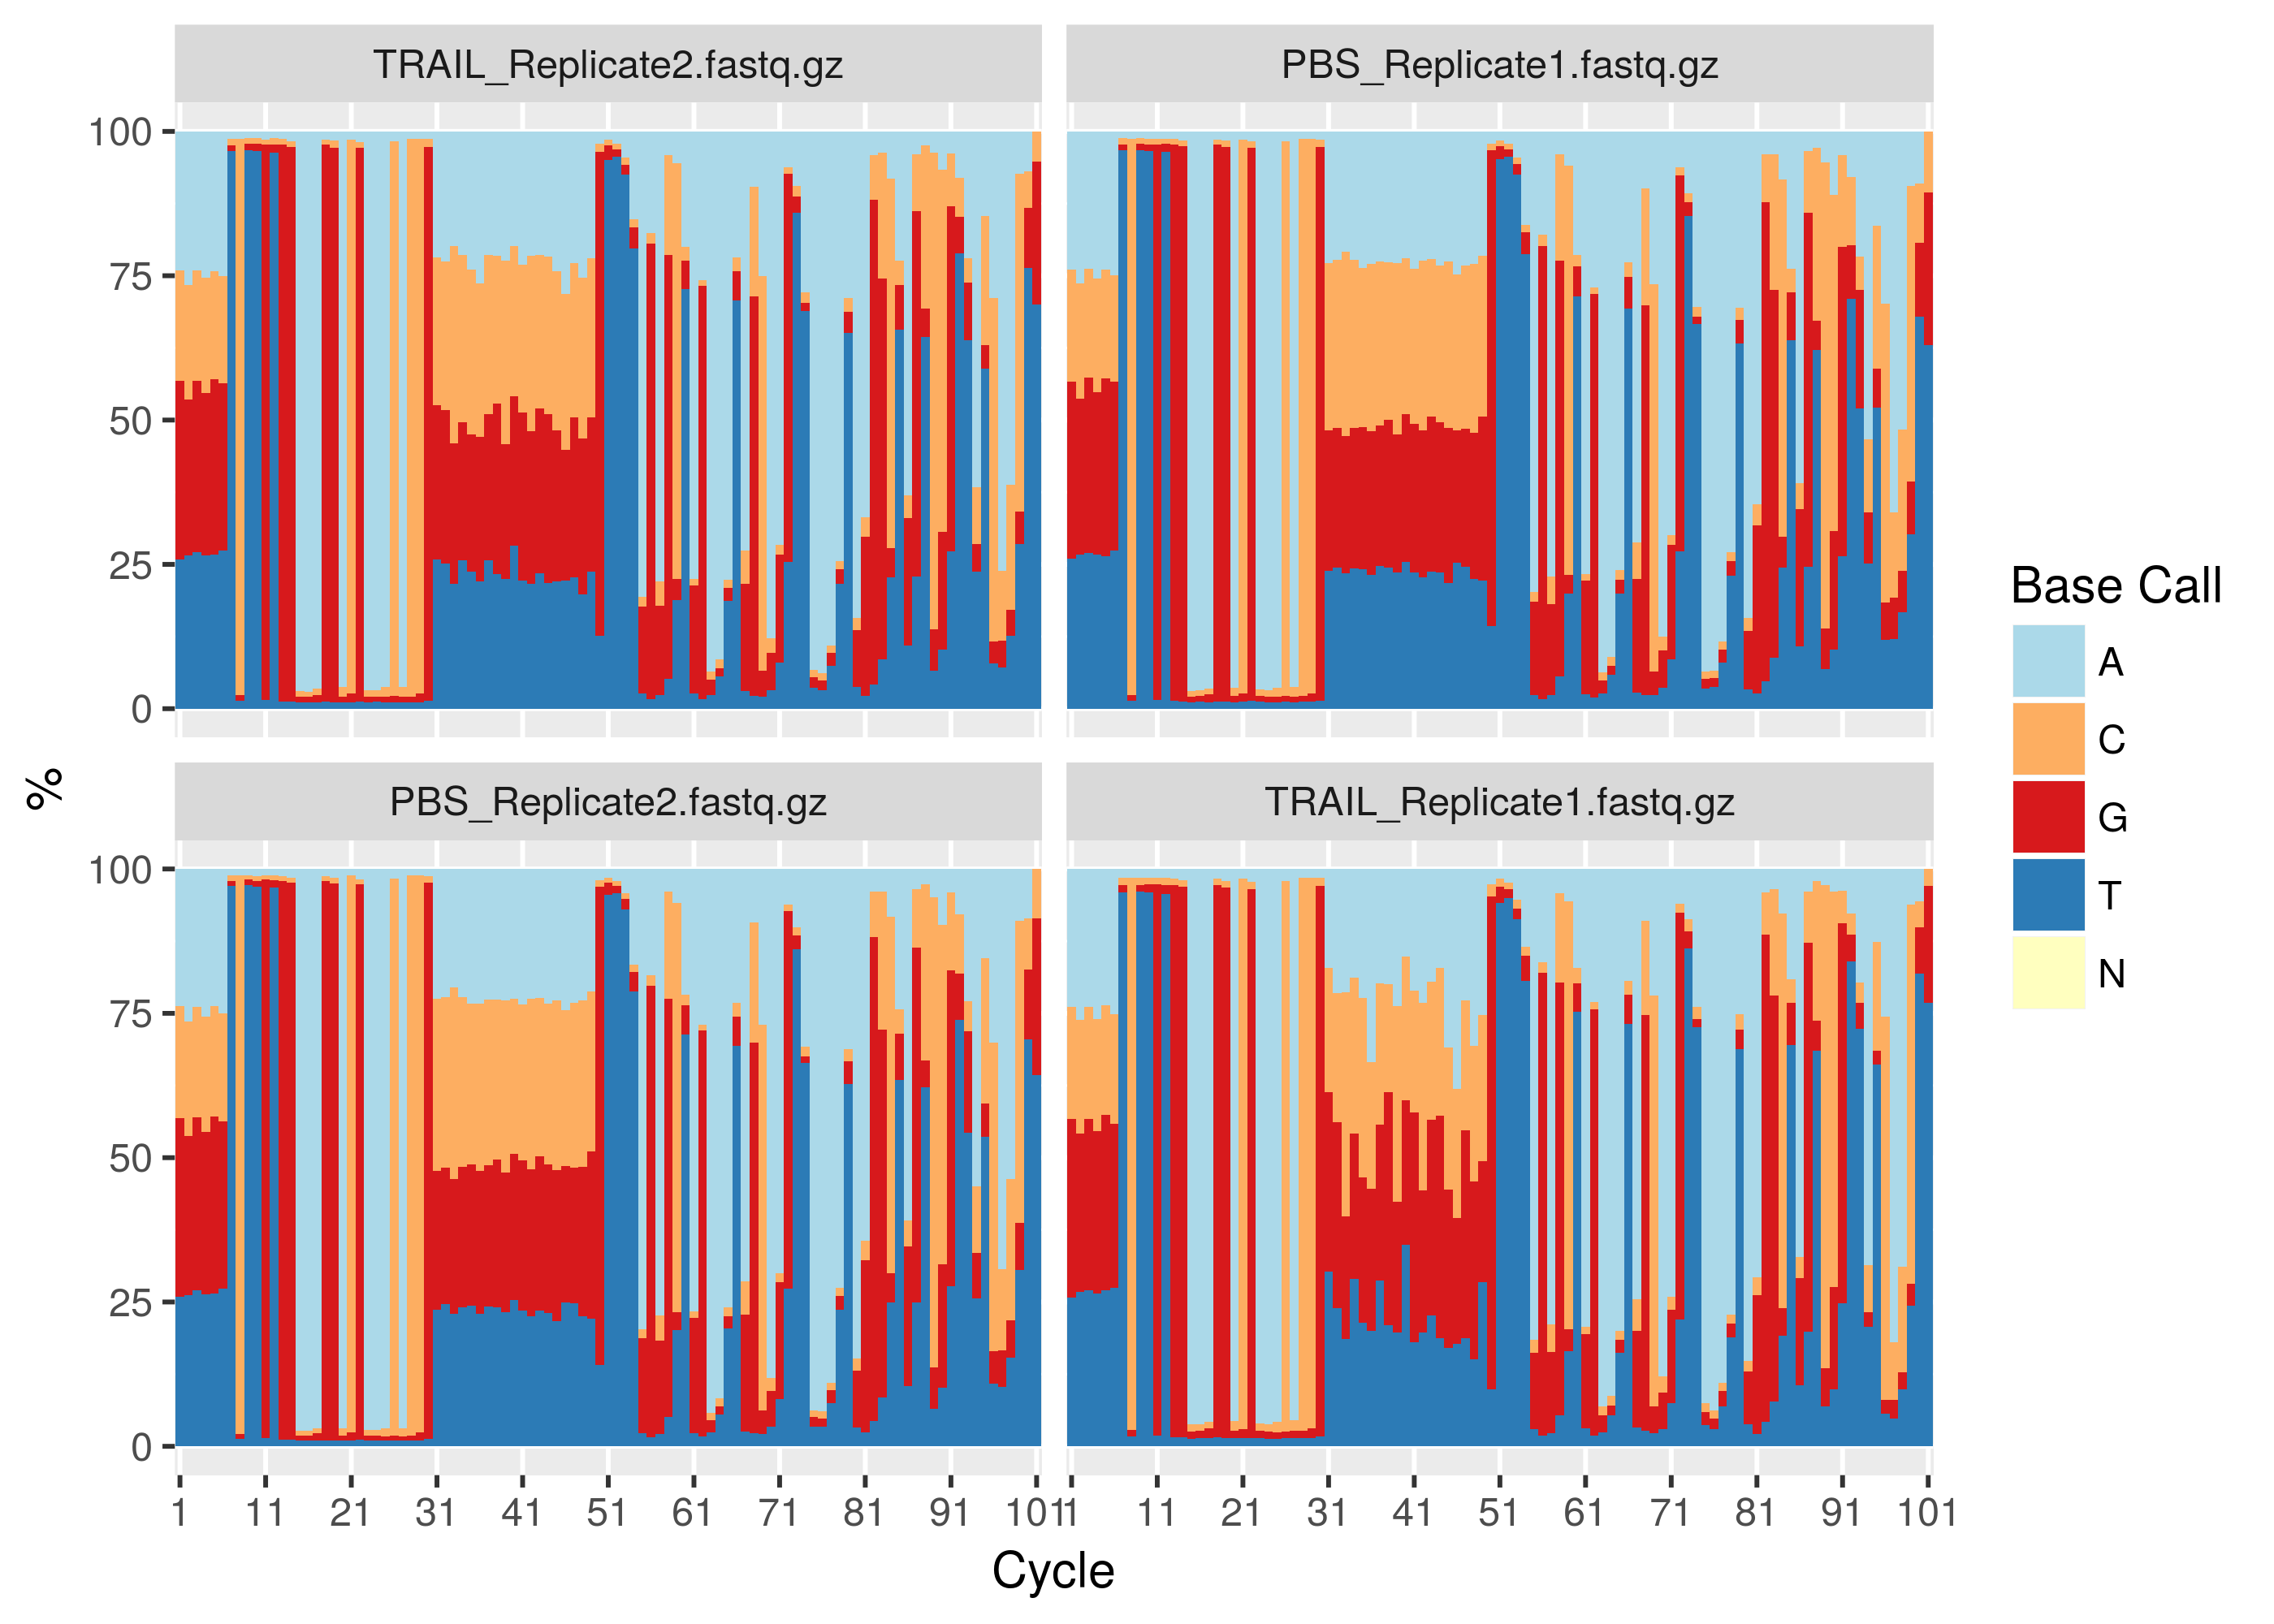 TRAIL_Replicate2.fastq.gz PBS_Replicate1.fastq.gz
100
75
50
25
0
%
PBS_Replicate2.fastq.gz TRAIL_Replicate1.fastq.gz
100
75
50
25
0
1 11 21 31 41 51 61 71 81 91 101 1 11 21 31 41 51 61 71 81 91 101
Cycle
Base Call
A
C
G
T
N